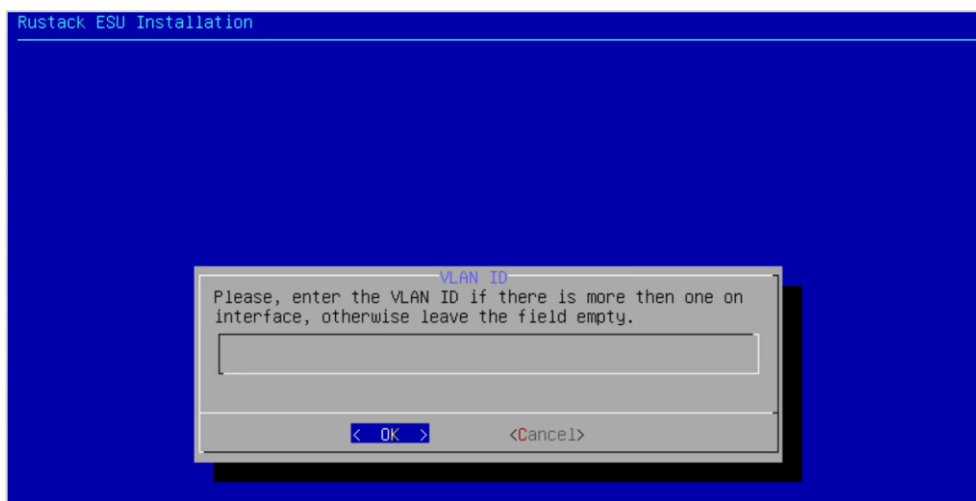 Rustack ESU Installation
VLAN ID
Please, enter the VLAN ID if there is more then one on
interface, otherwise leave the field empty.
< OK > <Cancel>